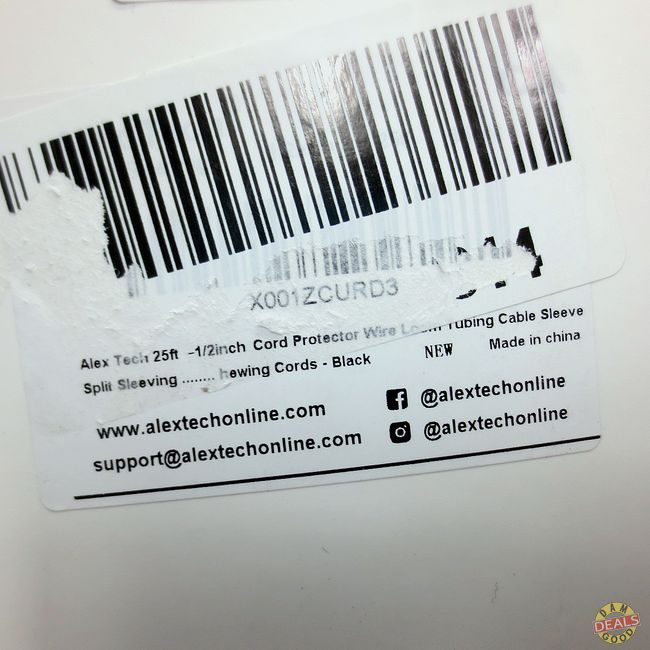 X001ZCURD3
Alex Tech 25ft -1/2inch Cord Protector Wire Loom Tubing Cable Sleeve
Split Sleeving ........ hewing Cords - Black
NEW
Made in china
www.alextechonline.com
@alextechonline
support@alextechonline.com
@alextechonline
DAM
DEALS
GOOD